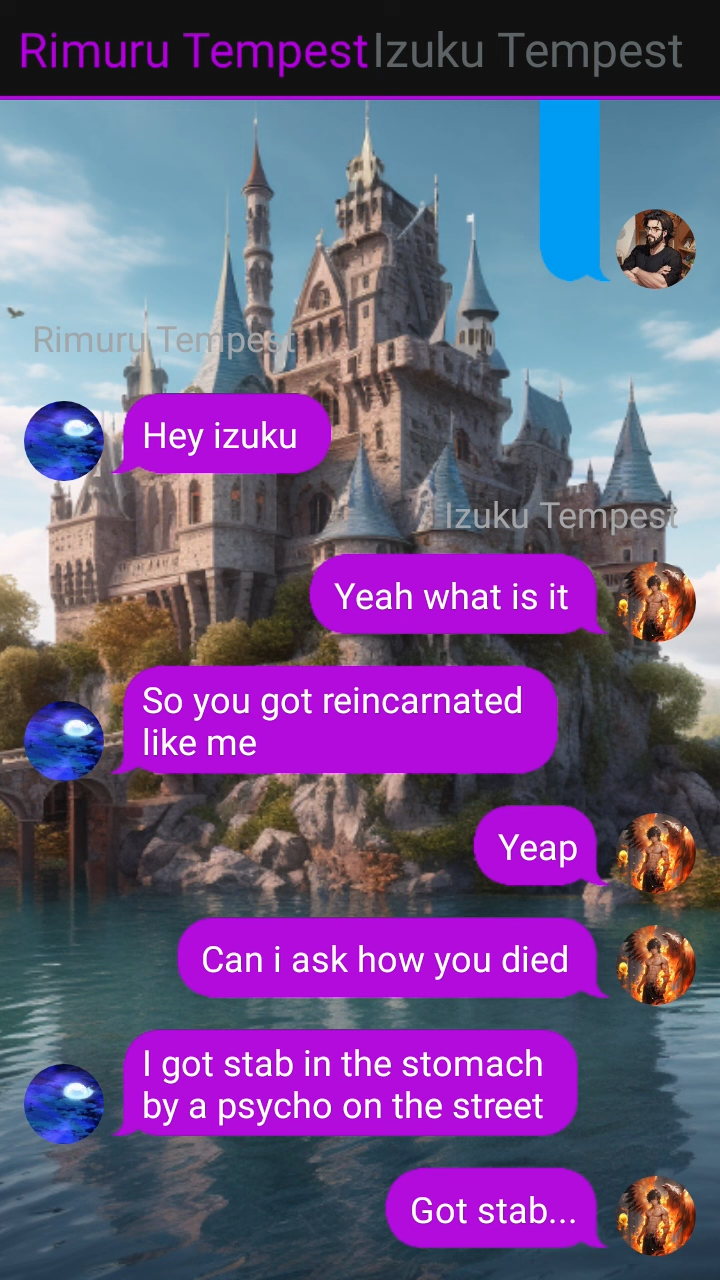 Rimuru Tempest Izuku Tempest
Rimuru Tempest
Hey izuku
Izuku Tempest
Yeah what is it
So you got reincarnated
like me
Yeap
Can i ask how you died
I got stab in the stomach
by a psycho on the street
Got stab...